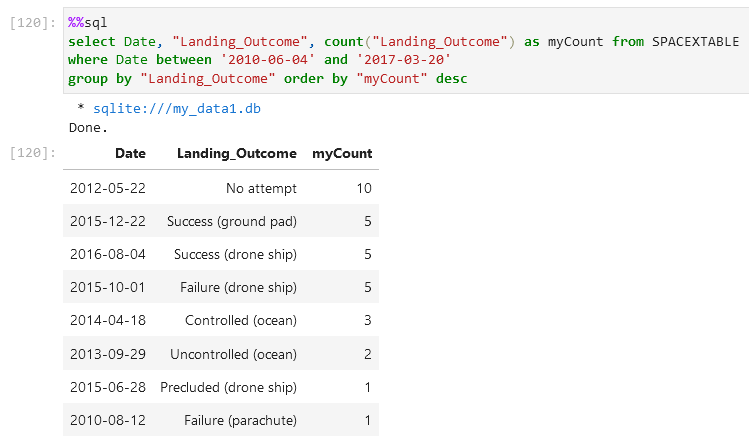 [120]: %%sql
select Date, "Landing_Outcome", count("Landing_Outcome") as myCount from SPACEXTABLE
where Date between '2010-06-04' and '2017-03-20'
group by "Landing_Outcome" order by "myCount" desc
* sqlite:///my_data1.db
Done.
[120]: Date Landing_Outcome myCount
2012-05-22 No attempt 10
2015-12-22 Success (ground pad) 5
2016-08-04 Success (drone ship) 5
2015-10-01 Failure (drone ship) 5
2014-04-18 Controlled (ocean) 3
2013-09-29 Uncontrolled (ocean) 2
2015-06-28 Precluded (drone ship) 1
2010-08-12 Failure (parachute) 1